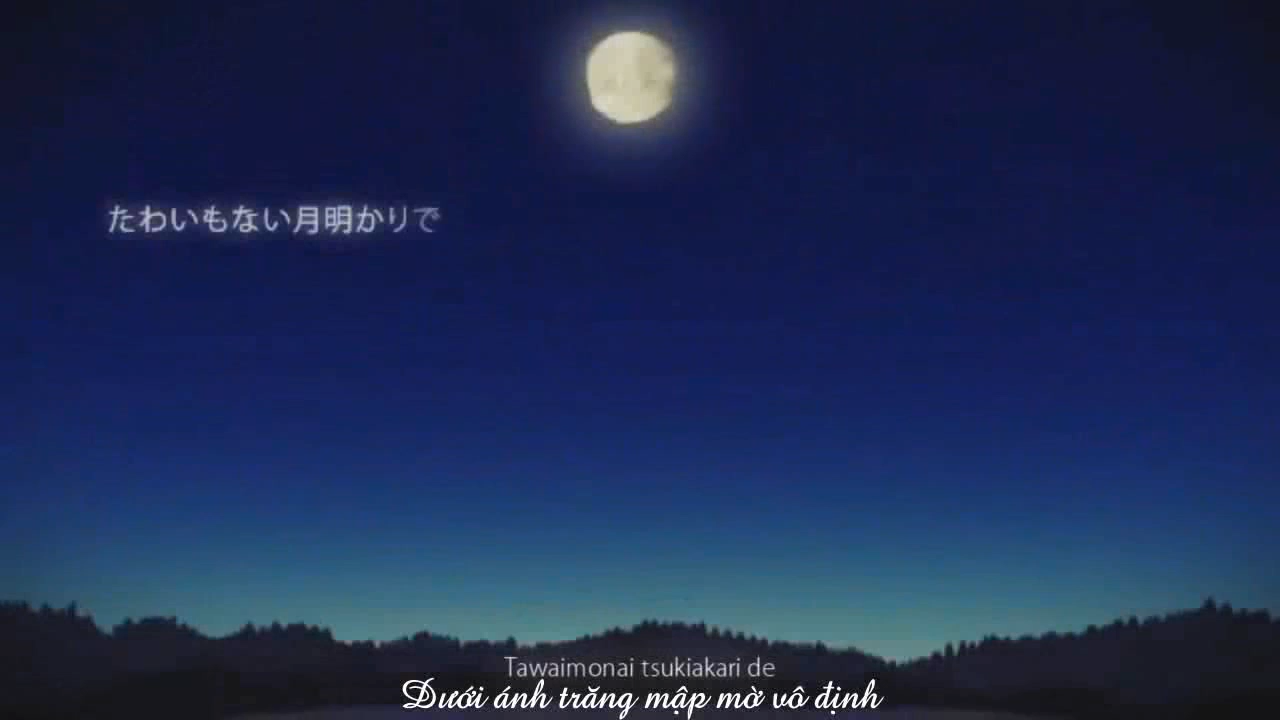 たわいもない月明かりで
Tawaimonai tsukiakari de
Dưới ánh trăng mập mờ vô định